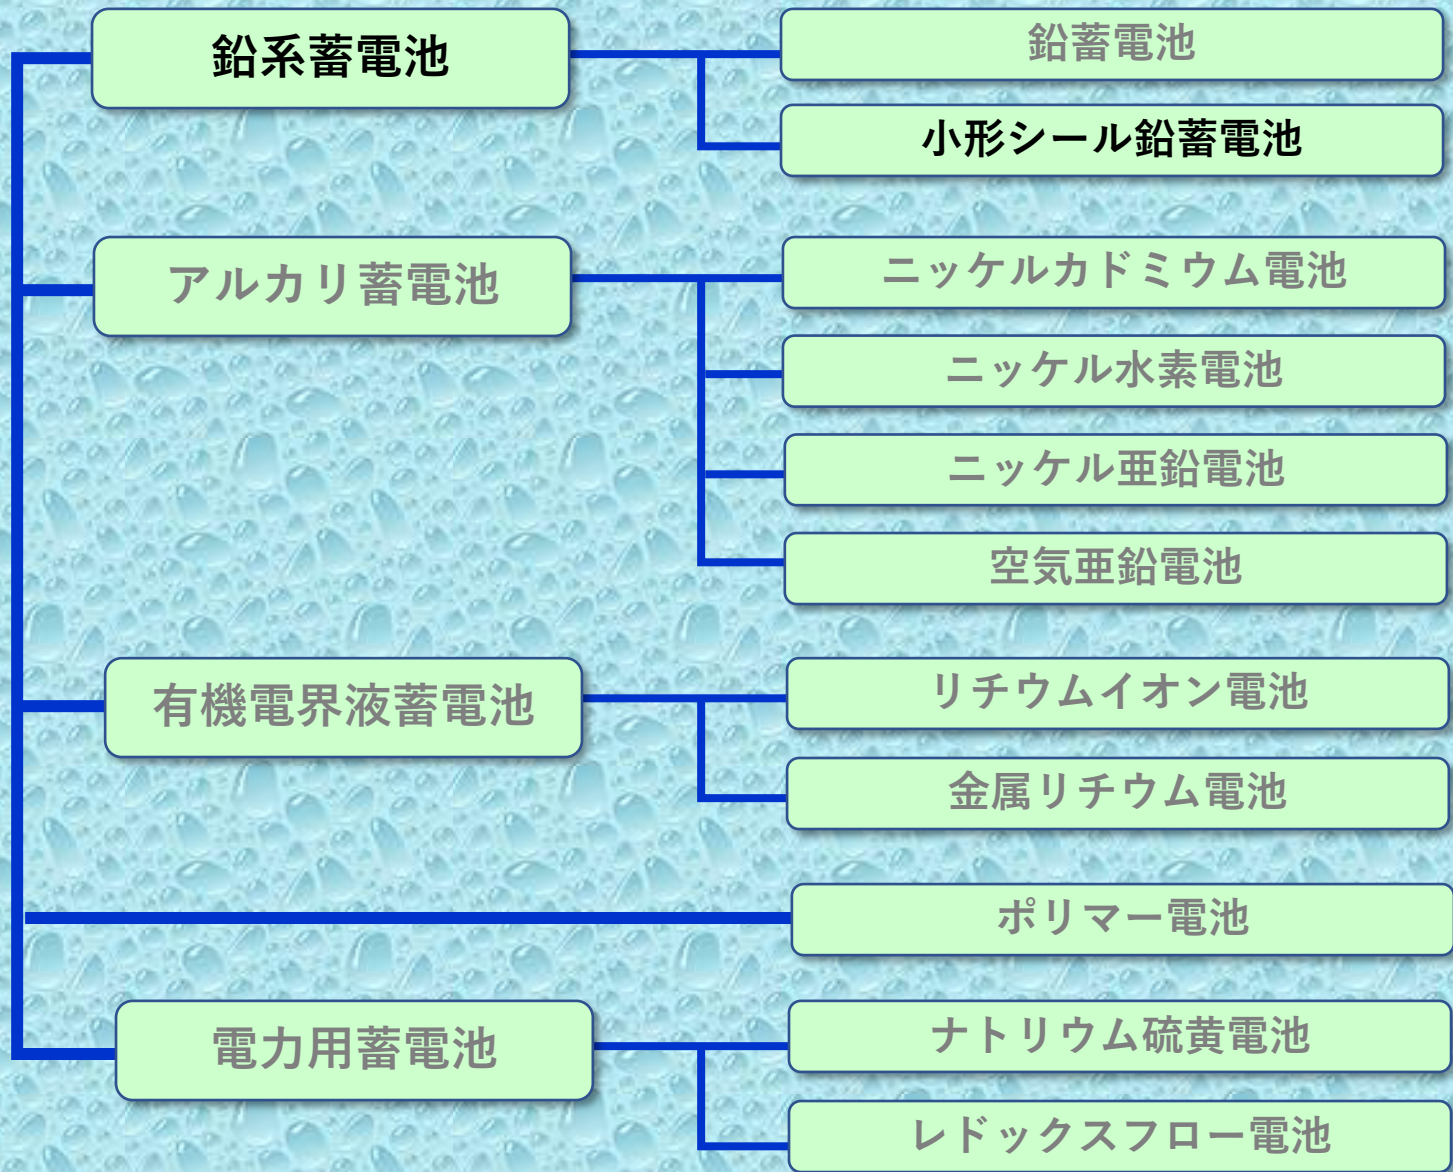 鉛系蓄電池
鉛蓄電池
小形シール鉛蓄電池
アルカリ蓄電池
ニッケルカドミウム電池
ニッケル水素電池
ニッケル亜鉛電池
空気亜鉛電池
有機電界液蓄電池
リチウムイオン電池
金属リチウム電池
ポリマー電池
電力用蓄電池
ナトリウム硫黄電池
レドックスフロー電池